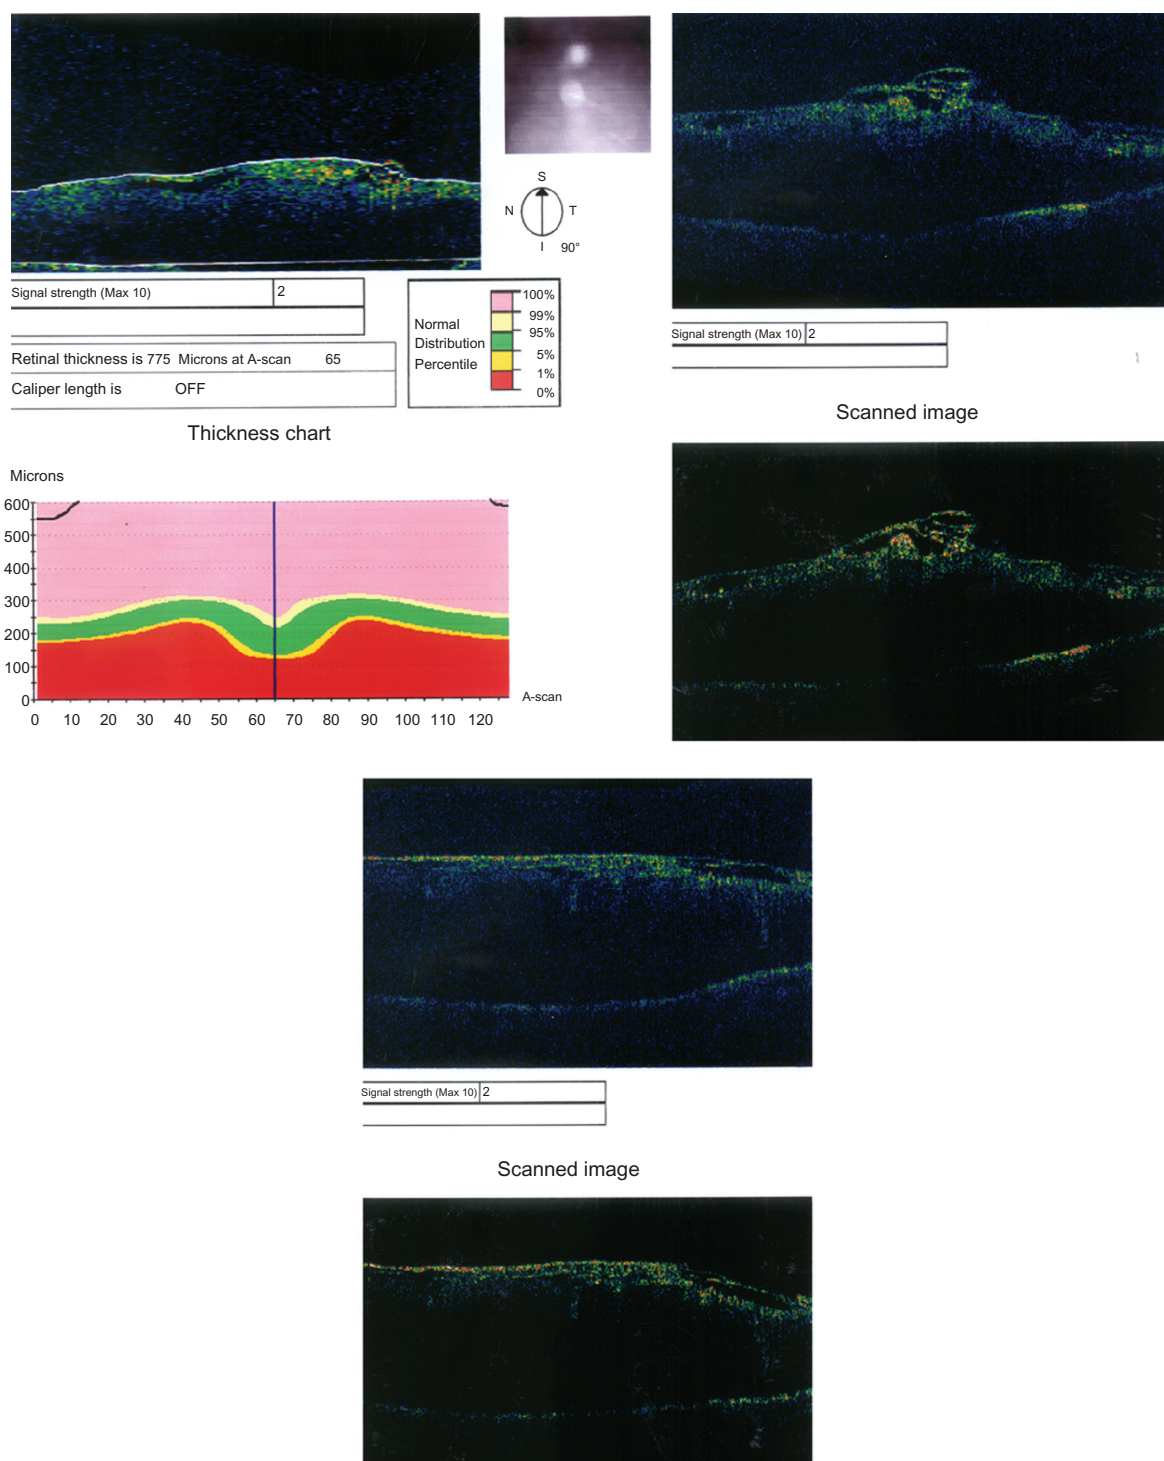 S
N T
I 90°
Signal strength (Max 10) 2
Retinal thickness is 775 Microns at A-scan 65
Caliper length is OFF
Normal
Distribution
Percentile
100%
99%
95%
5%
1%
0%
Thickness chart
Microns
600
500
400
300
200
100
0
0 10 20 30 40 50 60 70 80 90 100 110 120
A-scan
Signal strength (Max 10) 2
Scanned image
Signal strength (Max 10) 2
Scanned image